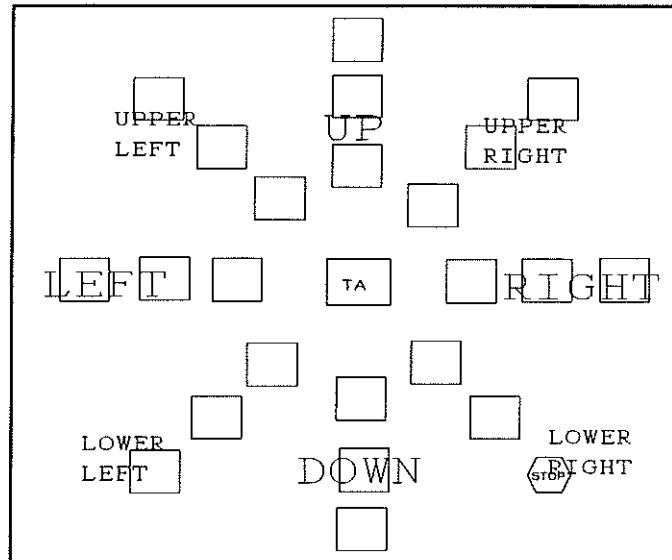 UP
UPPER
LEFT
UPPER
RIGHT
LEFT
TA
RIGHT
LOWER
LEFT
DOWN
LOWER
RIGHT
STOP